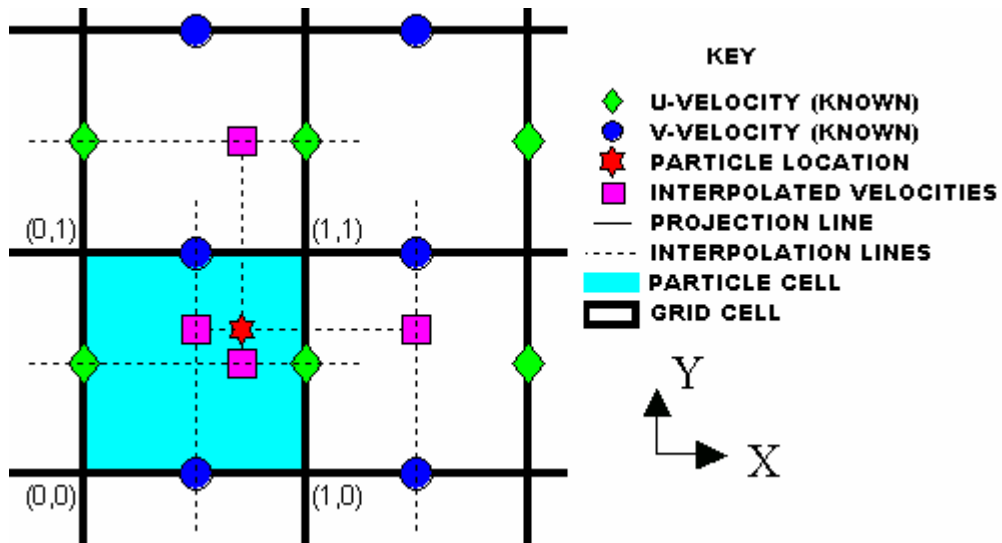 KEY
U-VELOCITY (KNOWN)
V-VELOCITY (KNOWN)
PARTICLE LOCATION
INTERPOLATED VELOCITIES
PROJECTION LINE
INTERPOLATION LINES
PARTICLE CELL
GRID CELL
(0,1)
(1,1)
(0,0)
(1,0)
Y
X